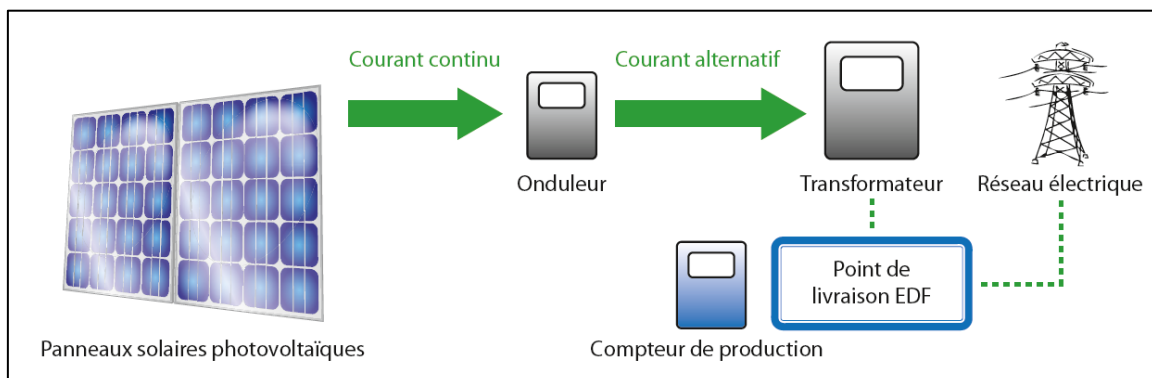 Courant continu
Courant alternatif
Onduleur
Transformateur
Réseau électrique
Point de
livraison EDF
Panneaux solaires photovoltaïques
Compteur de production